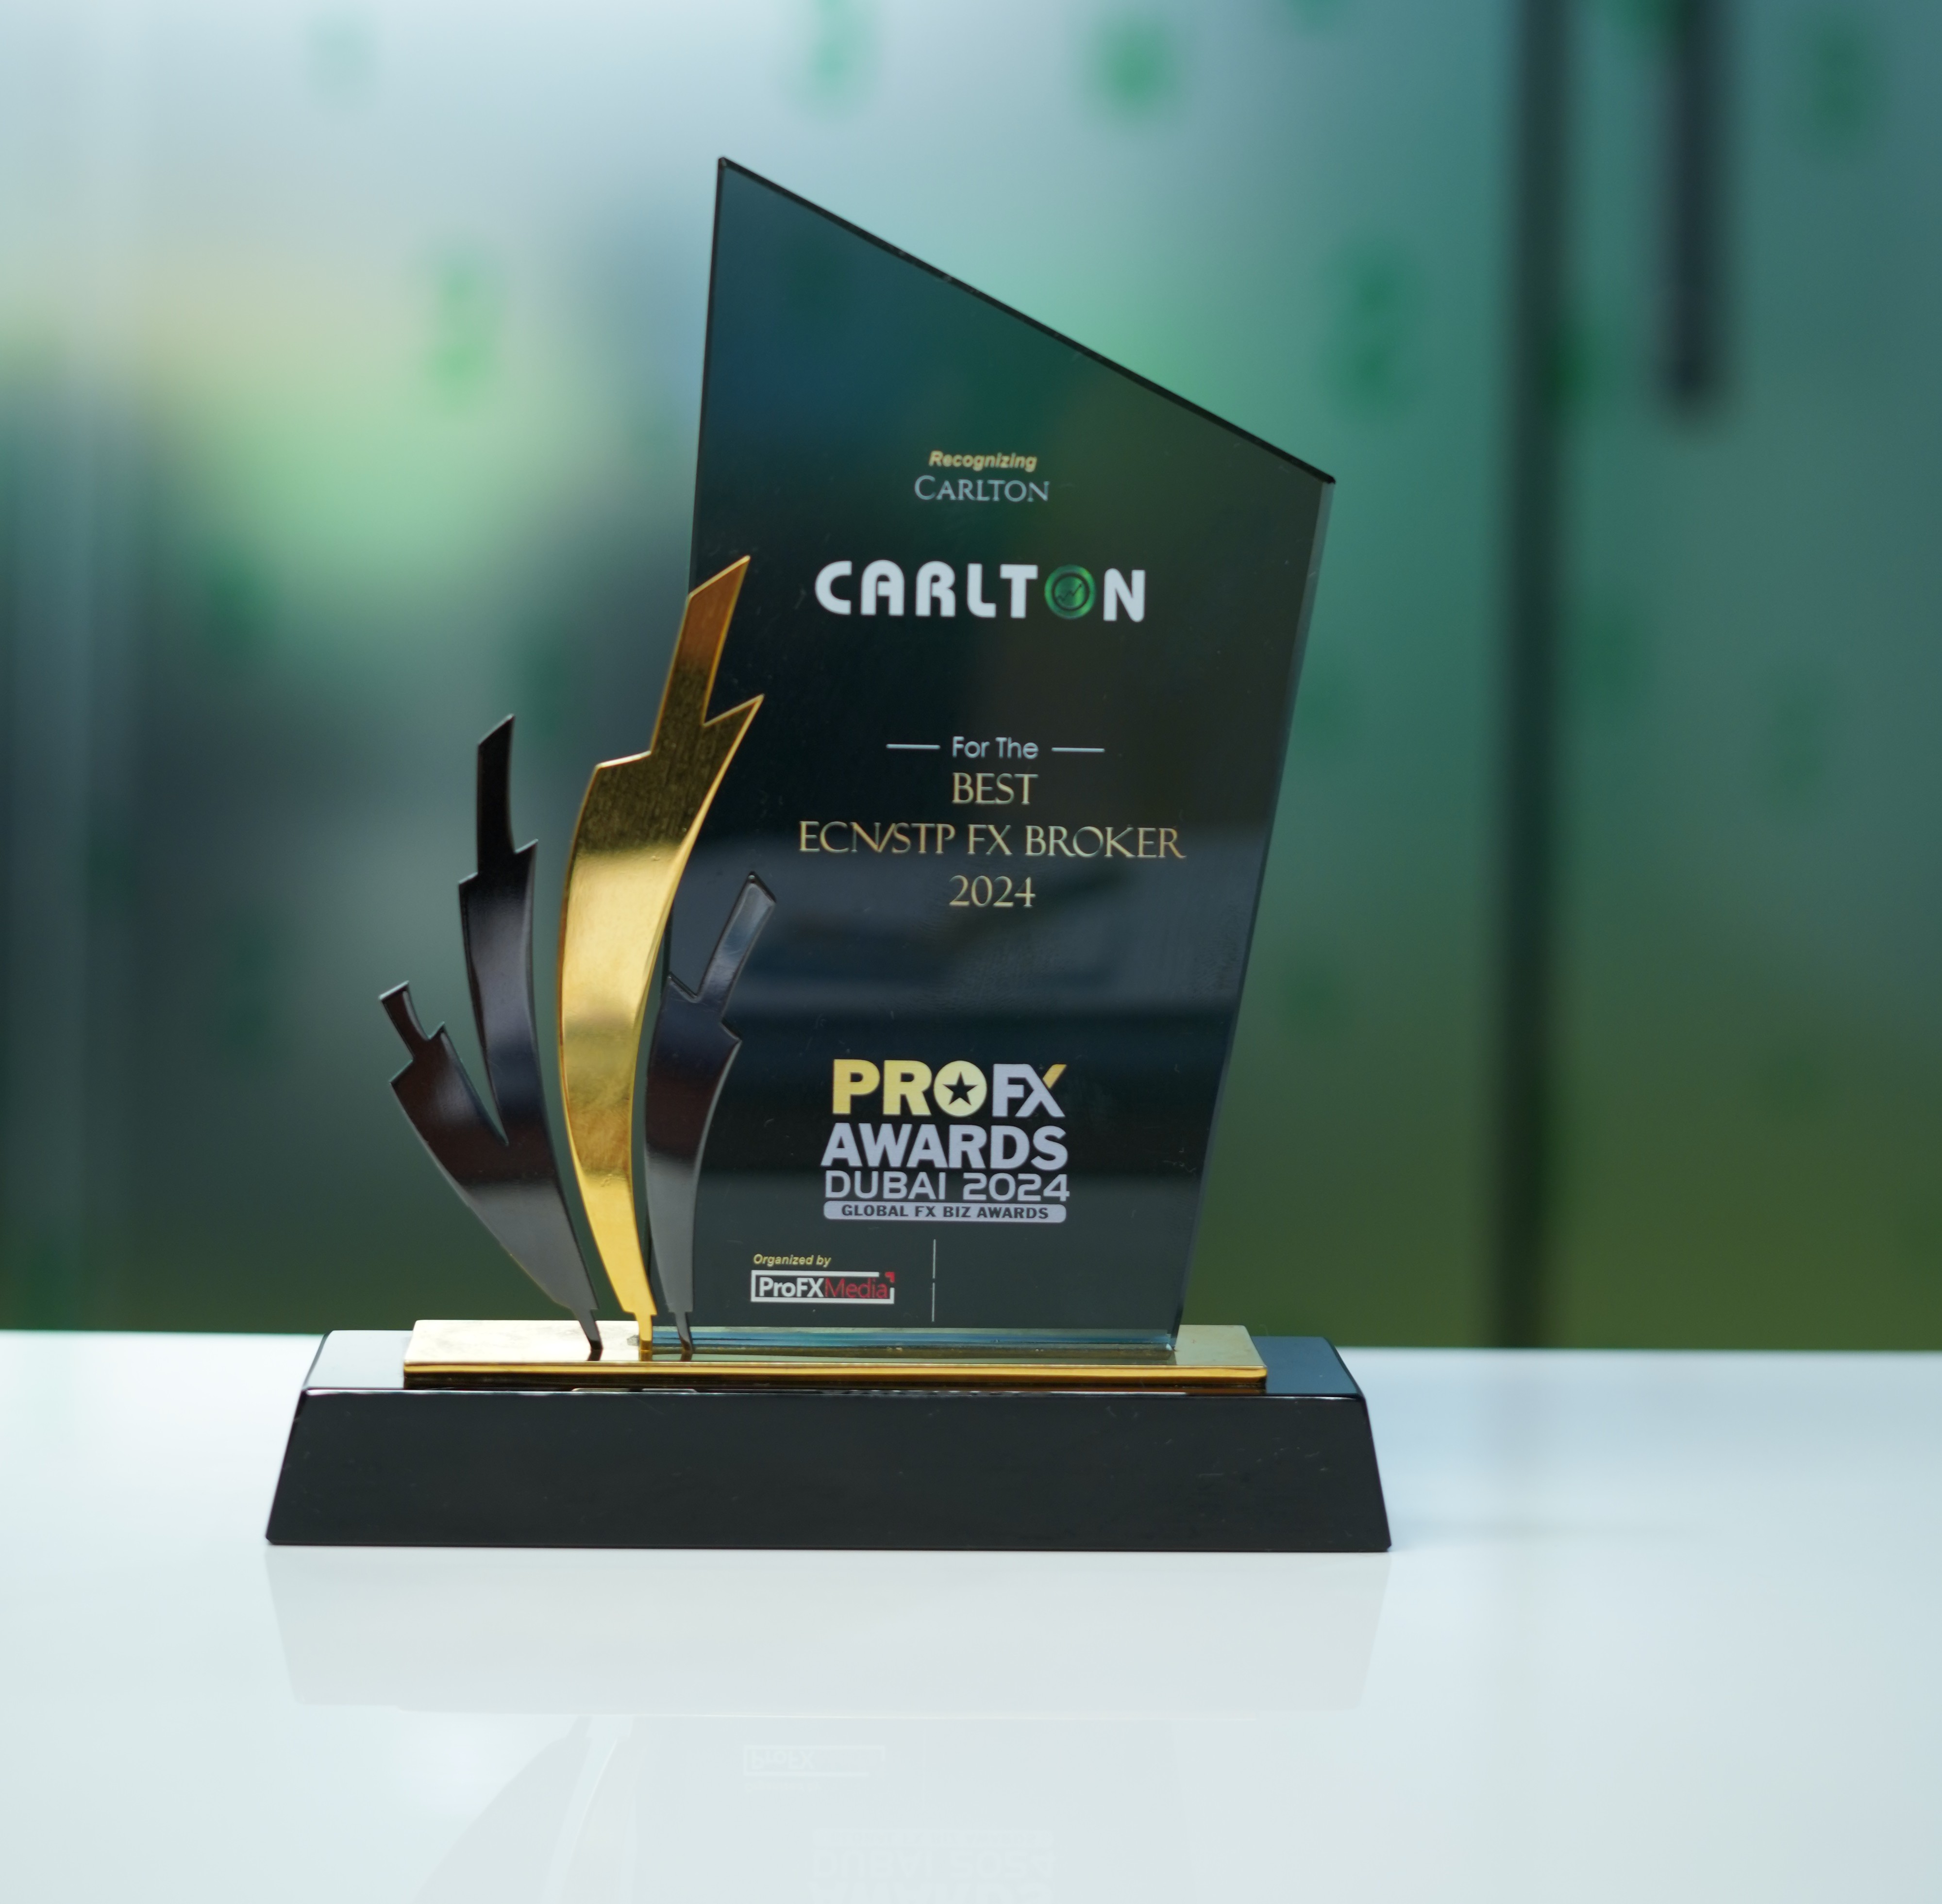 Recognizing
CARLTON
CARLTON
For The
BEST
ECN/STP FX BROKER
2024
PROFX
AWARDS
DUBAI 2024
GLOBAL FX BIZ AWARDS
Organized by
ProFXMedia